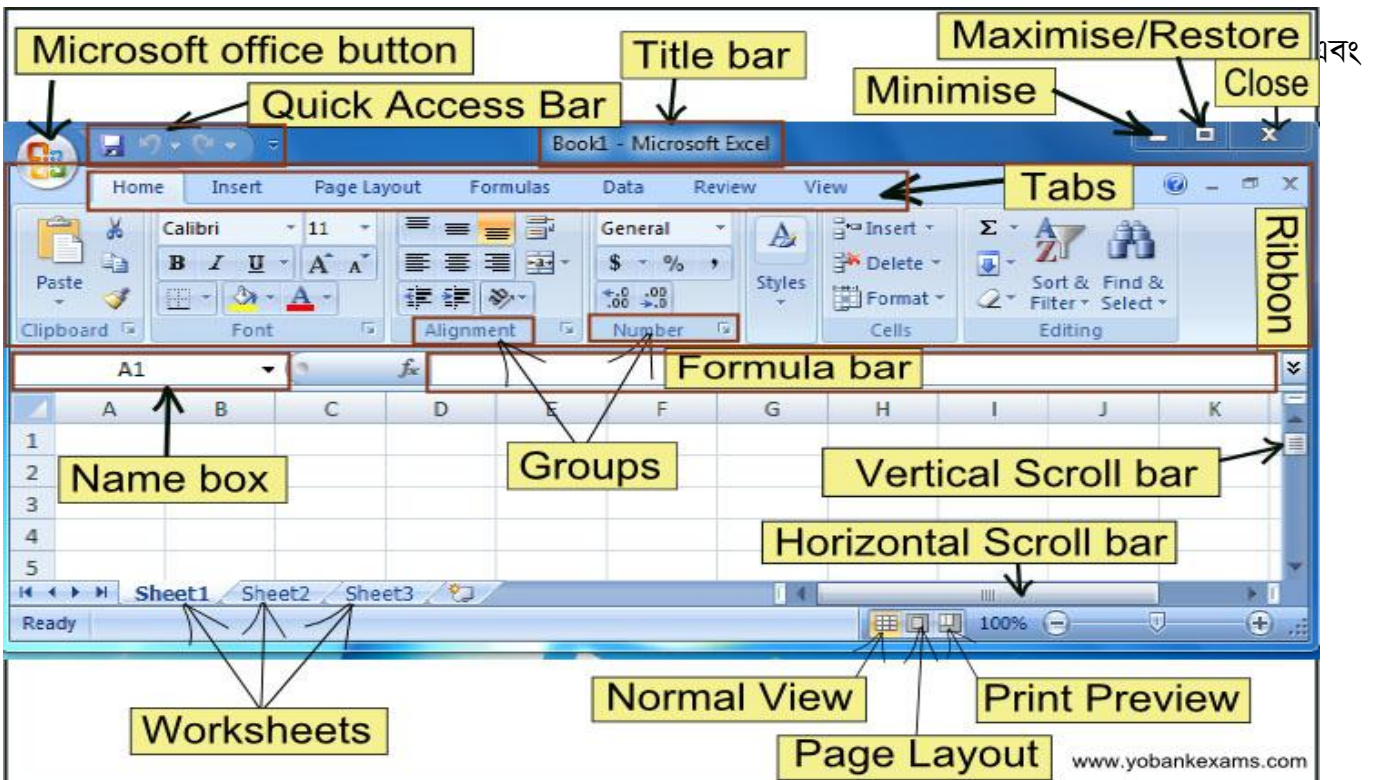 Microsoft office button
Title bar
Maximise/Restore
এবং
Quick Access Bar
Minimise
Close
Book1 - Microsoft Excel
Home Insert Page Layout Formulas Data Review View
Tabs
Calibri 11 General Insert
B I U A A $ % , Delete
Paste Styles Sort & Find &
A .00 .0 .00 Format Filter Select
Clipboard Font Alignment Number Cells Editing
Ribbon
A1 fx Formula bar
A B C D E F G H I J K
1
2
3
4
5
Name box
Groups
Vertical Scroll bar
Horizontal Scroll bar
Sheet1 Sheet2 Sheet3
Ready 100%
Normal View
Print Preview
Worksheets
Page Layout
www.yobankexams.com